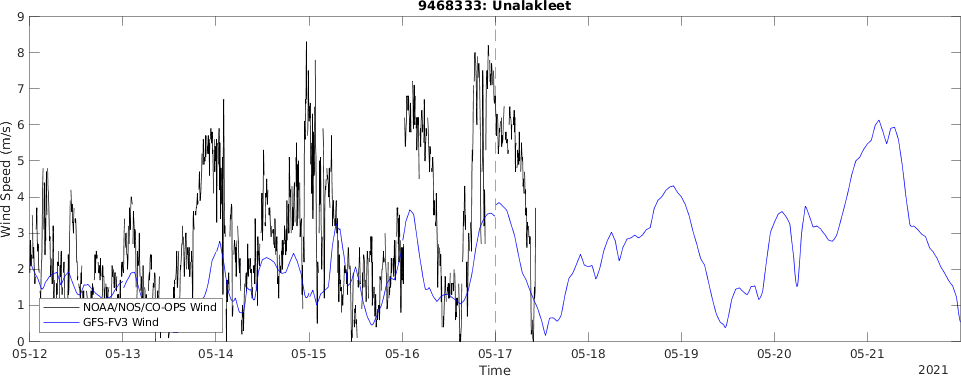 9468333: Unalakleet
Wind Speed (m/s)
9
8
7
6
5
4
3
2
1
0
NOAA/NOS/CO-OPS Wind
GFS-FV3 Wind
05-12 05-13 05-14 05-15 05-16 05-17 05-18 05-19 05-20 05-21
Time
2021